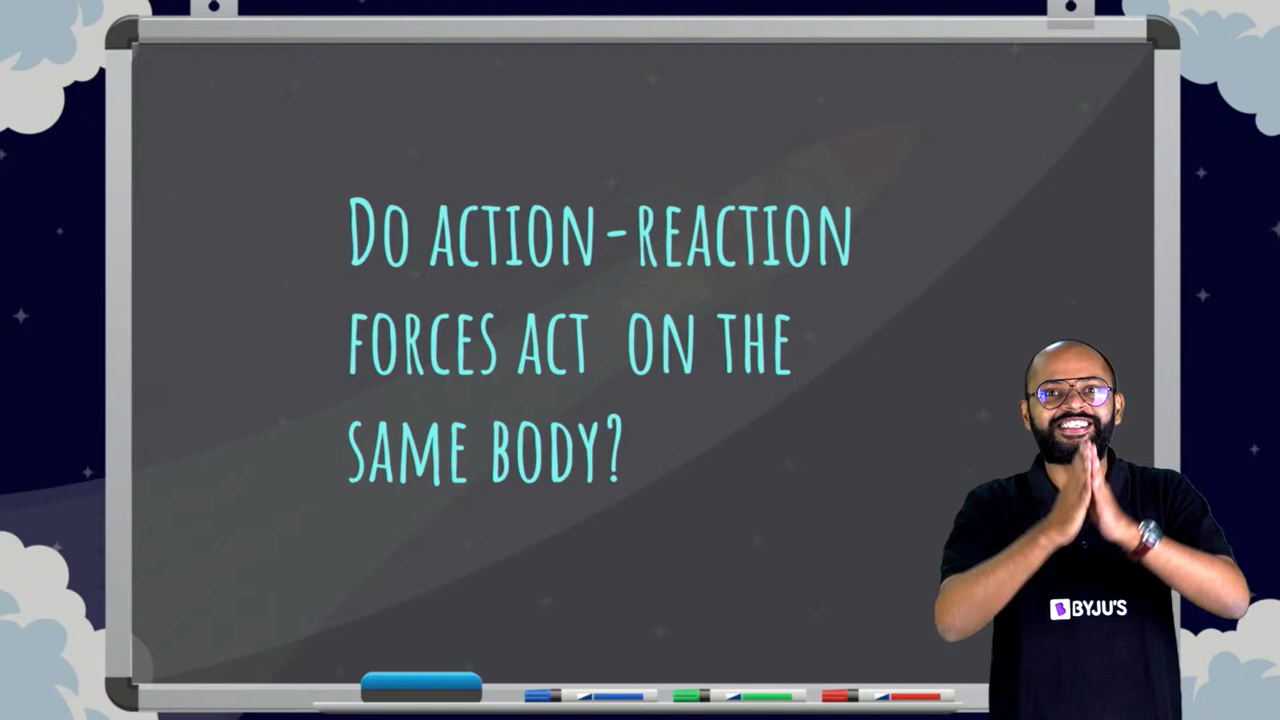 Do action-reaction
forces act on the
same body?
BYJU'S